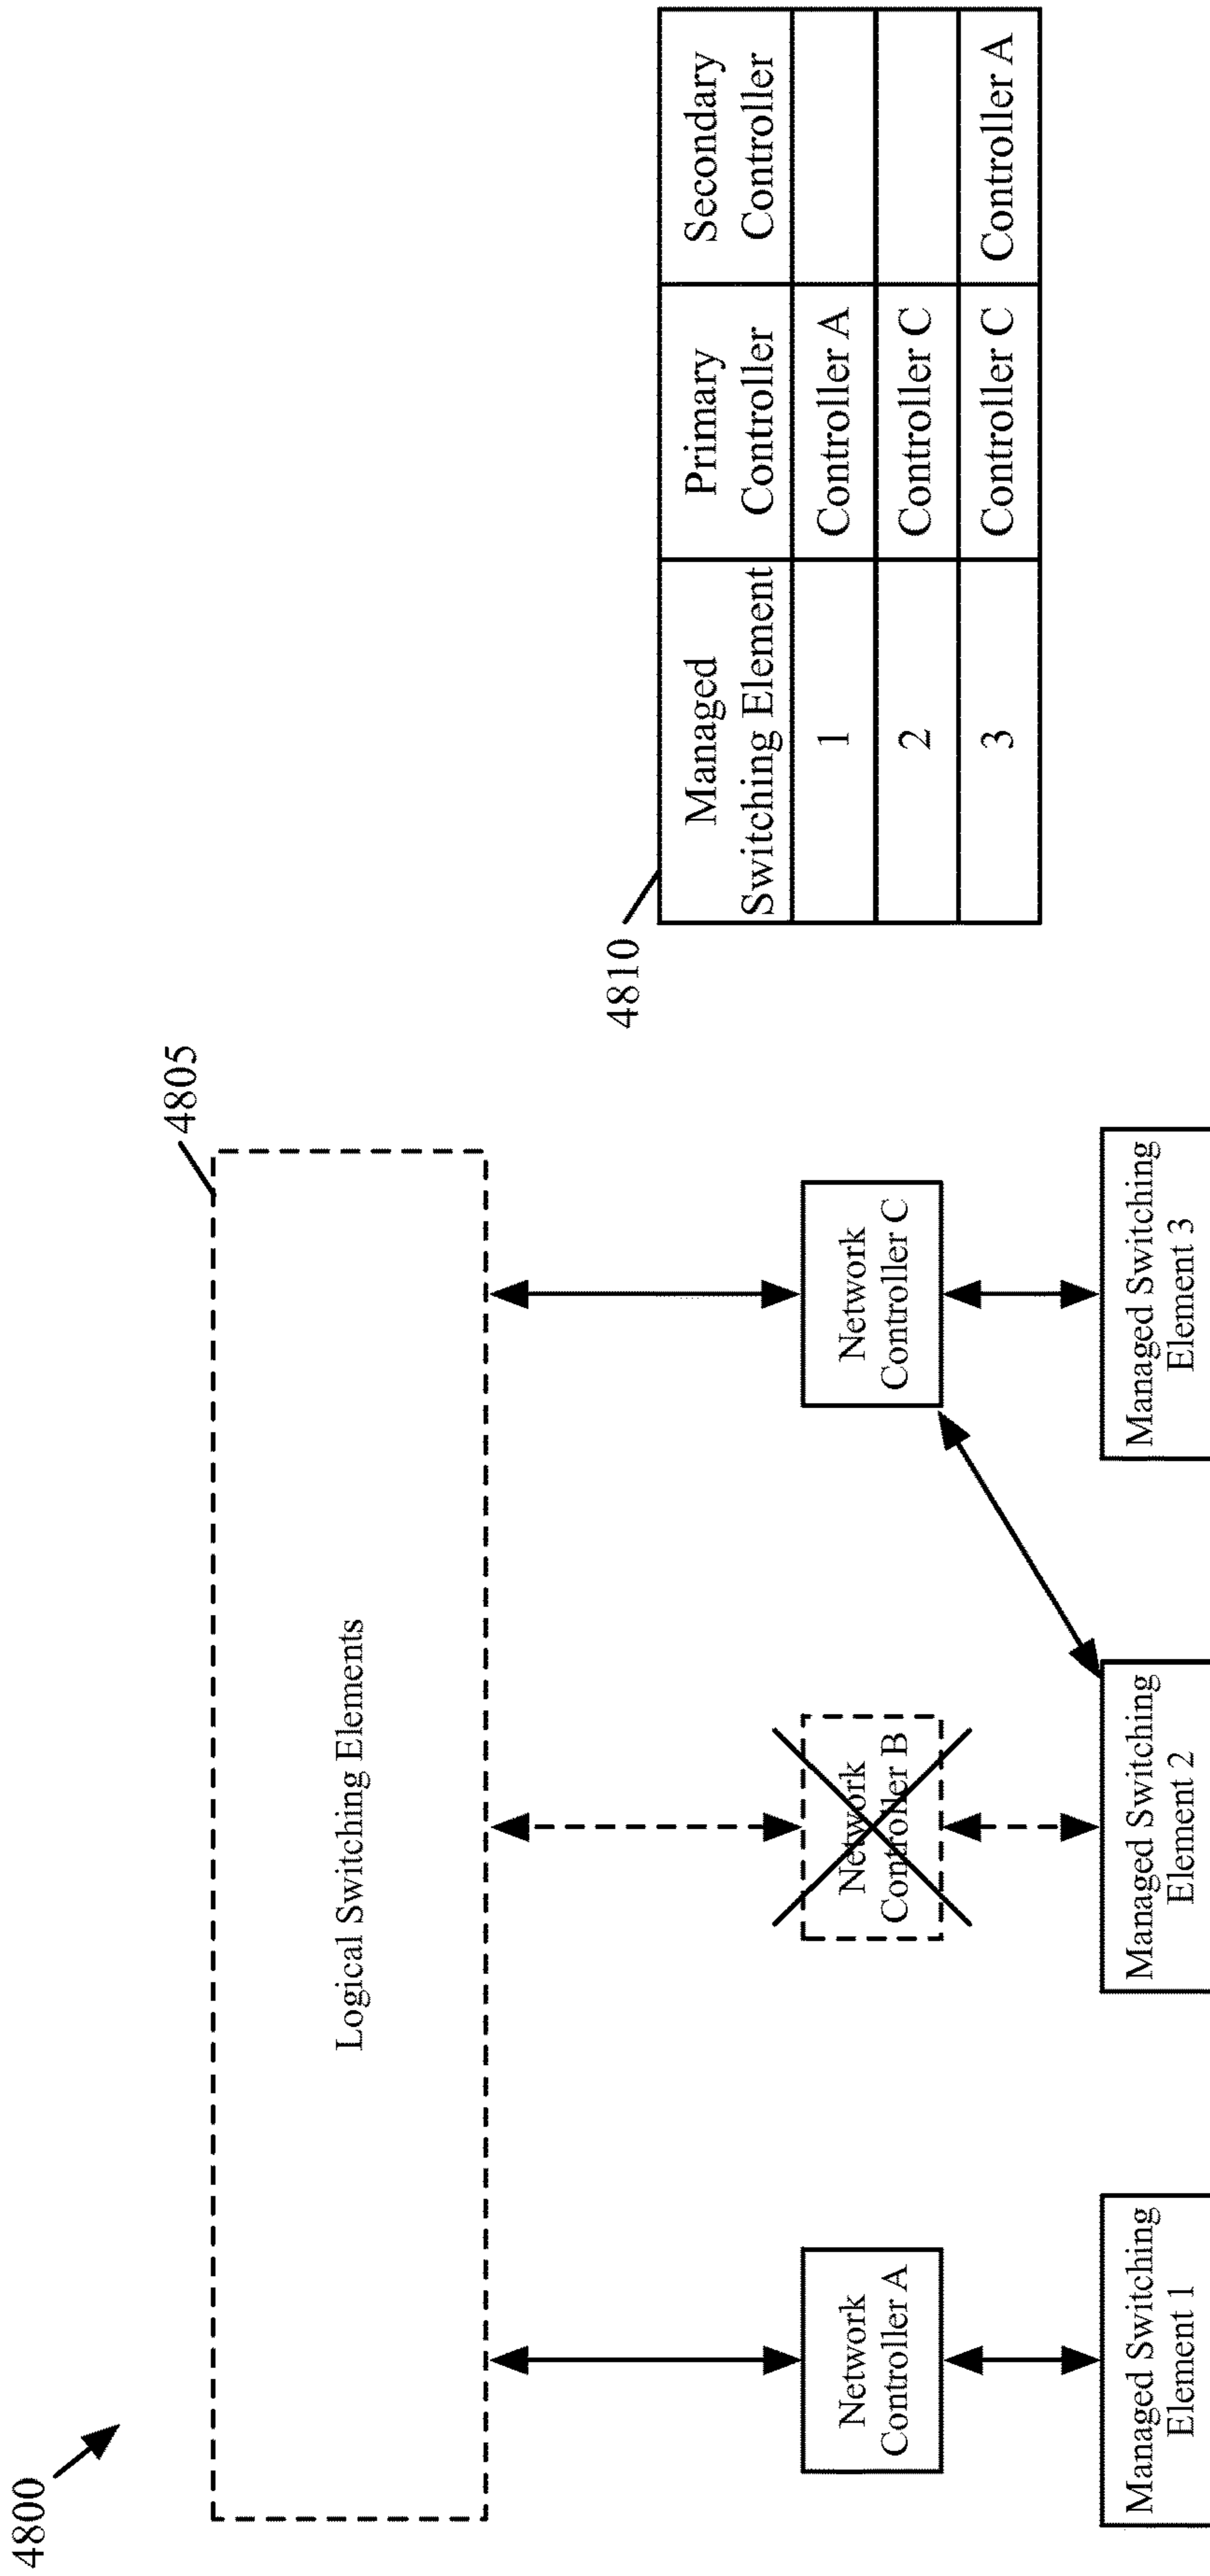 4800
4805
Logical Switching Elements
Network
Controller A
Network
Controller B
Network
Controller C
Managed Switching
Element 1
Managed Switching
Element 2
Managed Switching
Element 3
4810
Managed
Switching Element
Primary
Controller
Secondary
Controller
1
Controller A
2
Controller C
3
Controller C
Controller A